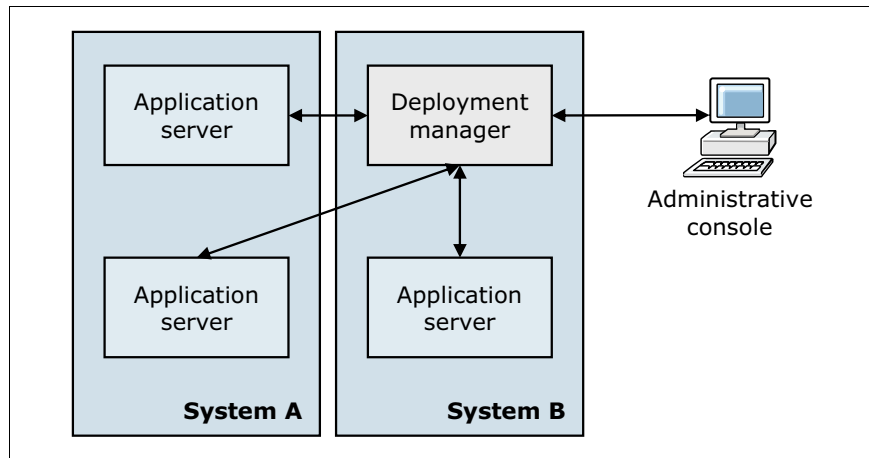 Application
server
Deployment
manager
Administrative
console
Application
server
Application
server
System A
System B